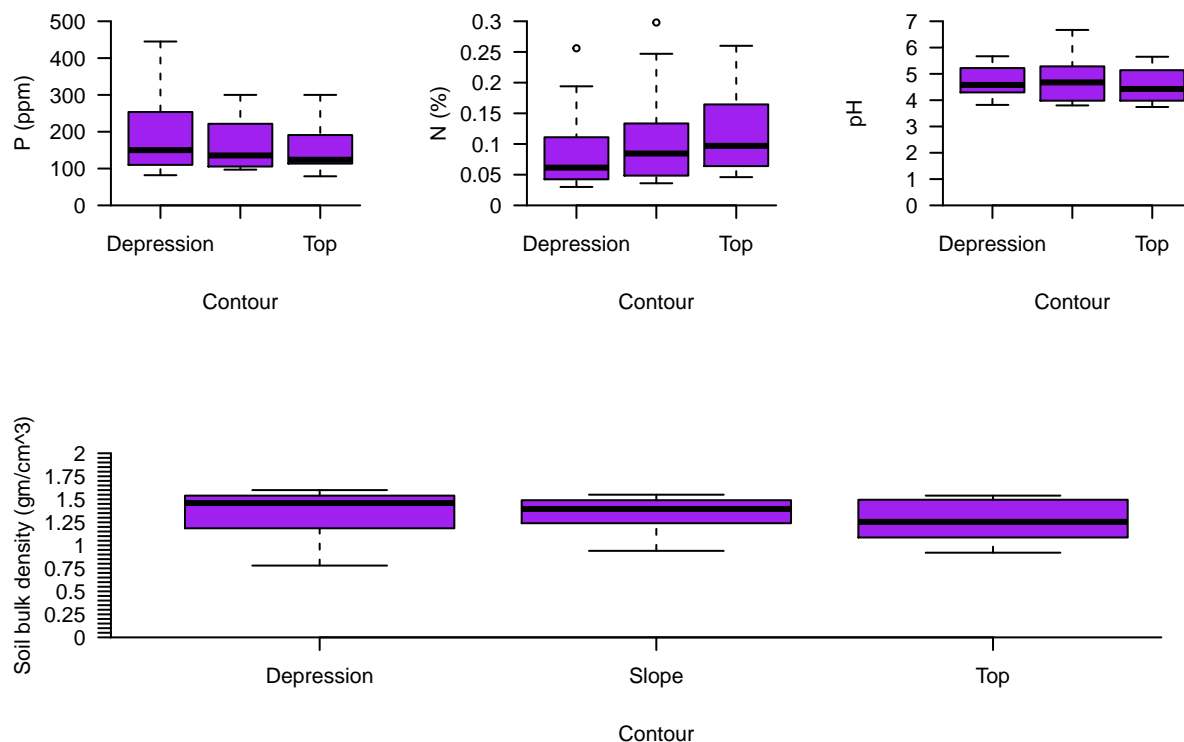 P (ppm)
500
400
300
200
100
0
Depression
Top
Contour
N (%)
0.3
0.25
0.2
0.15
0.1
0.05
0
Depression
Top
Contour
pH
7
6
5
4
3
2
1
0
Depression
Top
Contour
Soil bulk density (gm/cm^3)
2
1.75
1.5
1.25
1
0.75
0.5
0.25
0
Depression
Slope
Top
Contour